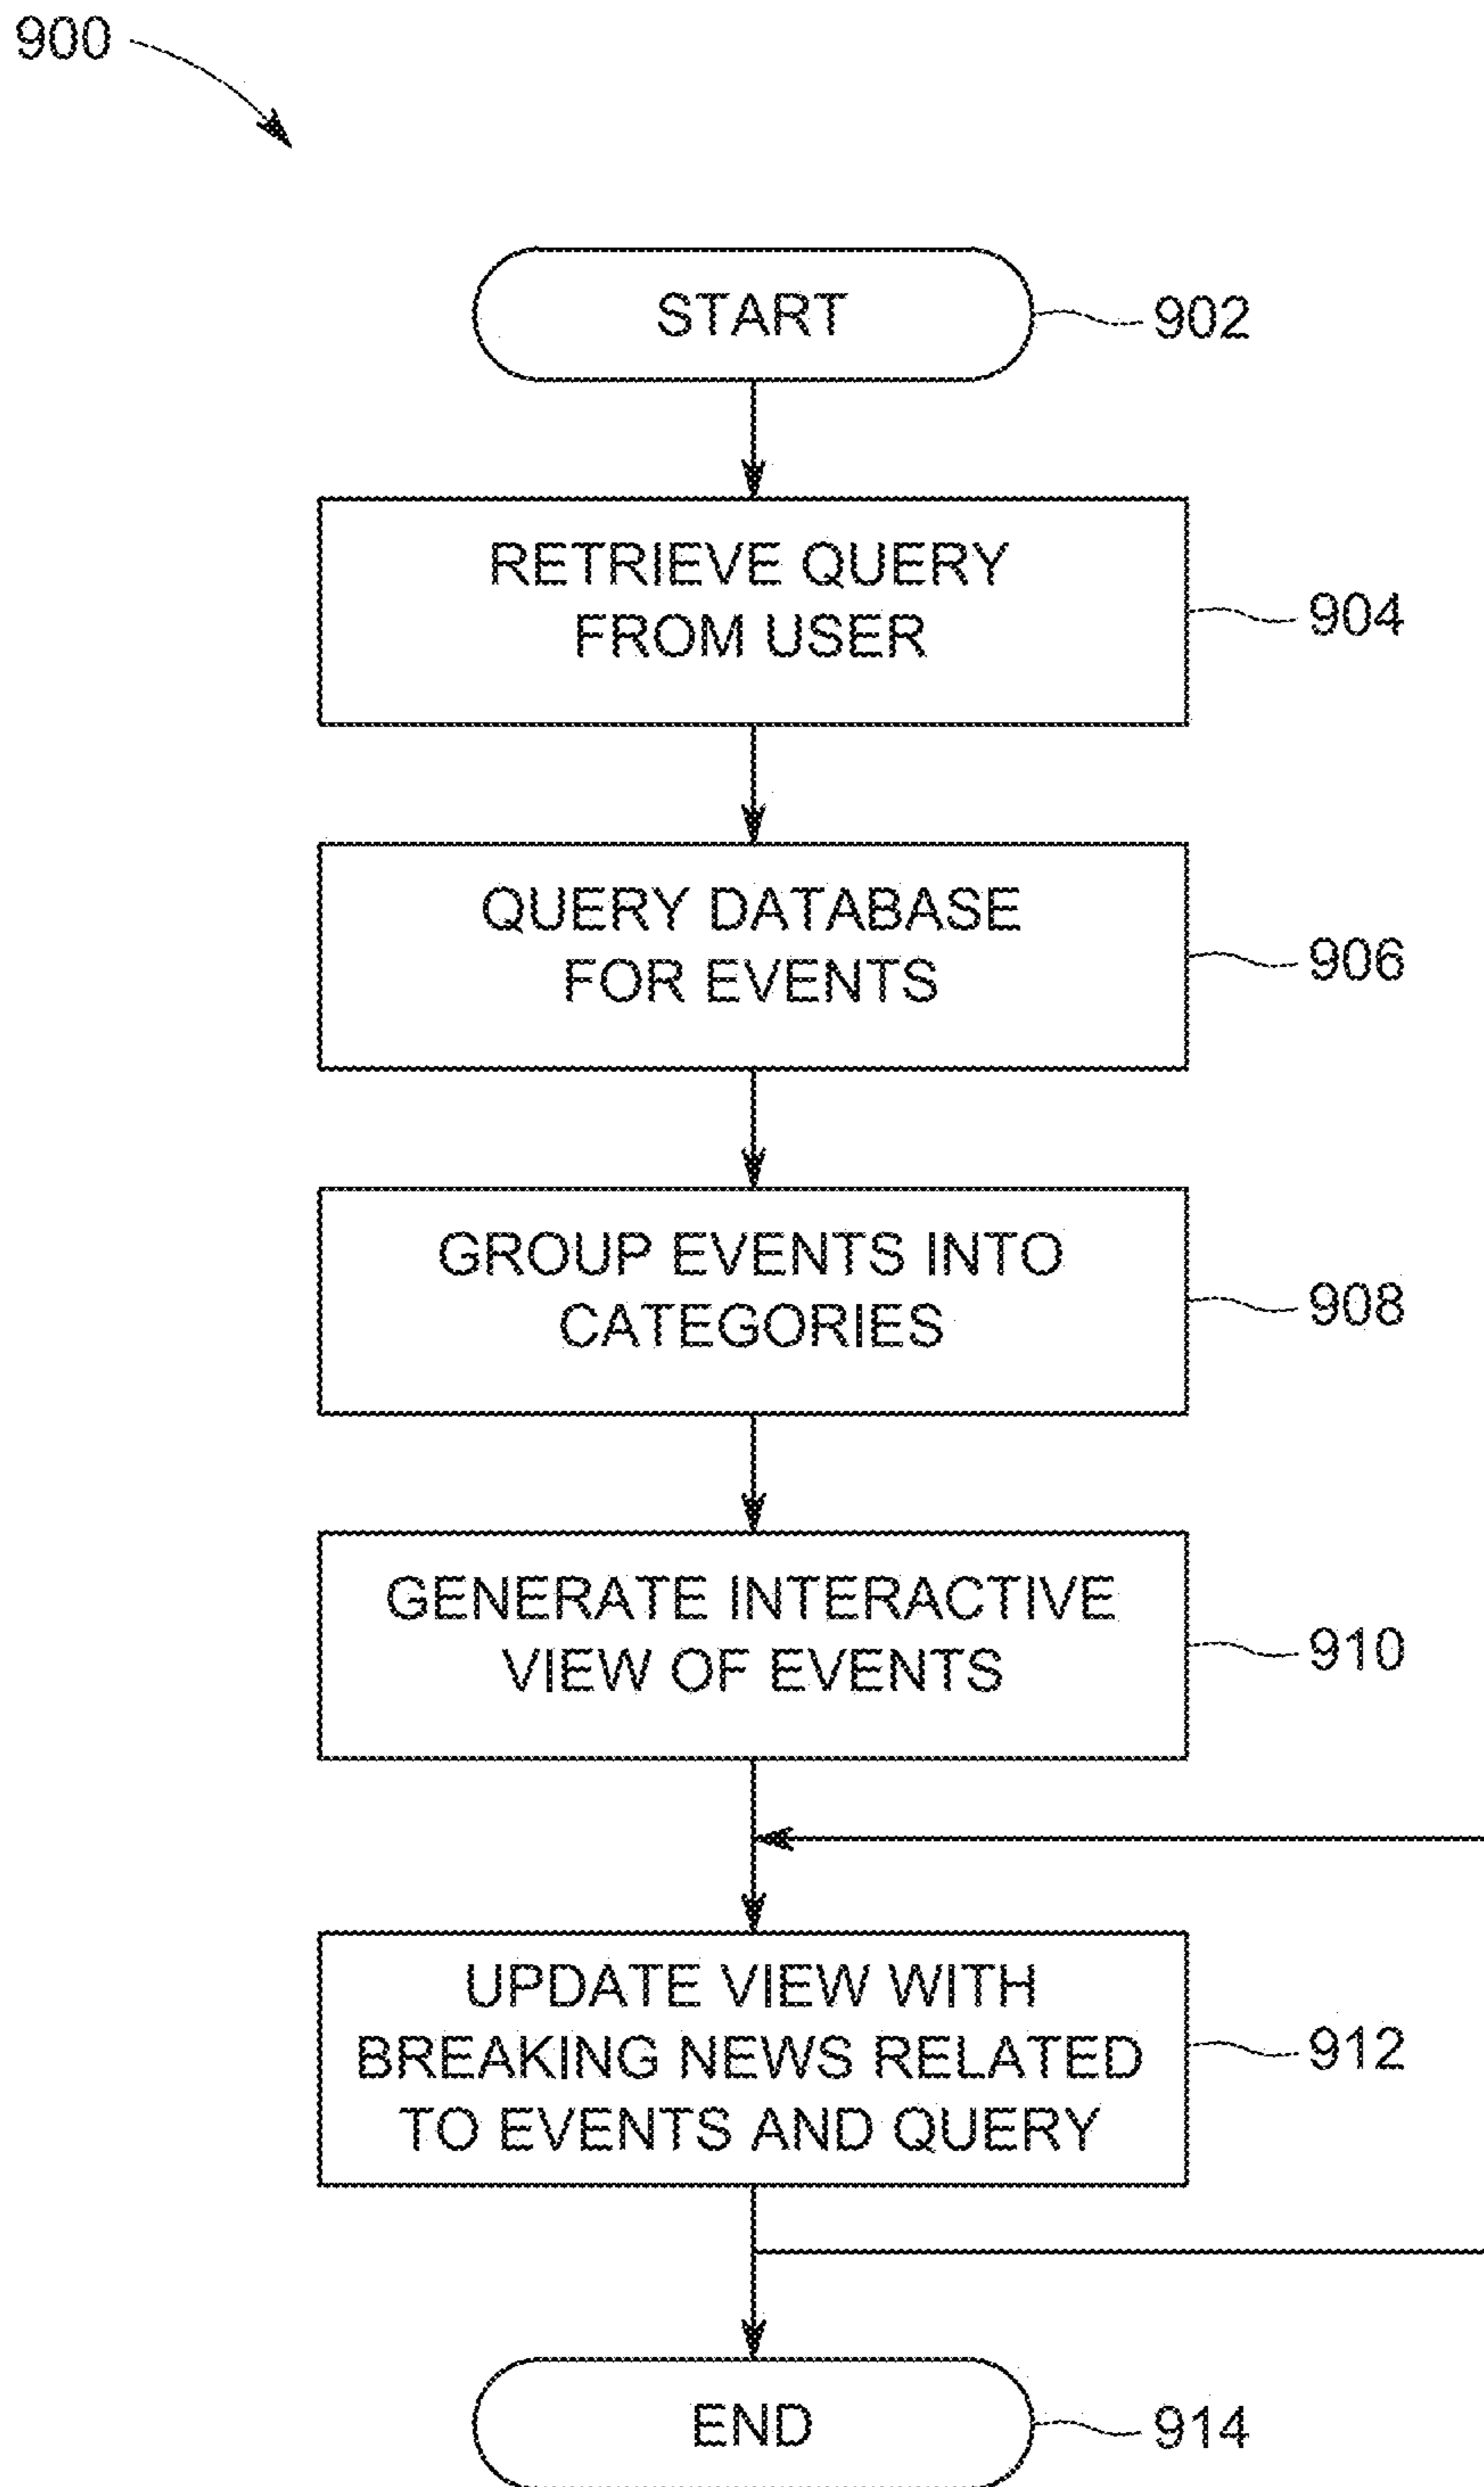 900
START
902
RETRIEVE QUERY
FROM USER
904
QUERY DATABASE
FOR EVENTS
906
GROUP EVENTS INTO
CATEGORIES
908
GENERATE INTERACTIVE
VIEW OF EVENTS
910
UPDATE VIEW WITH
BREAKING NEWS RELATED
TO EVENTS AND QUERY
912
END
914